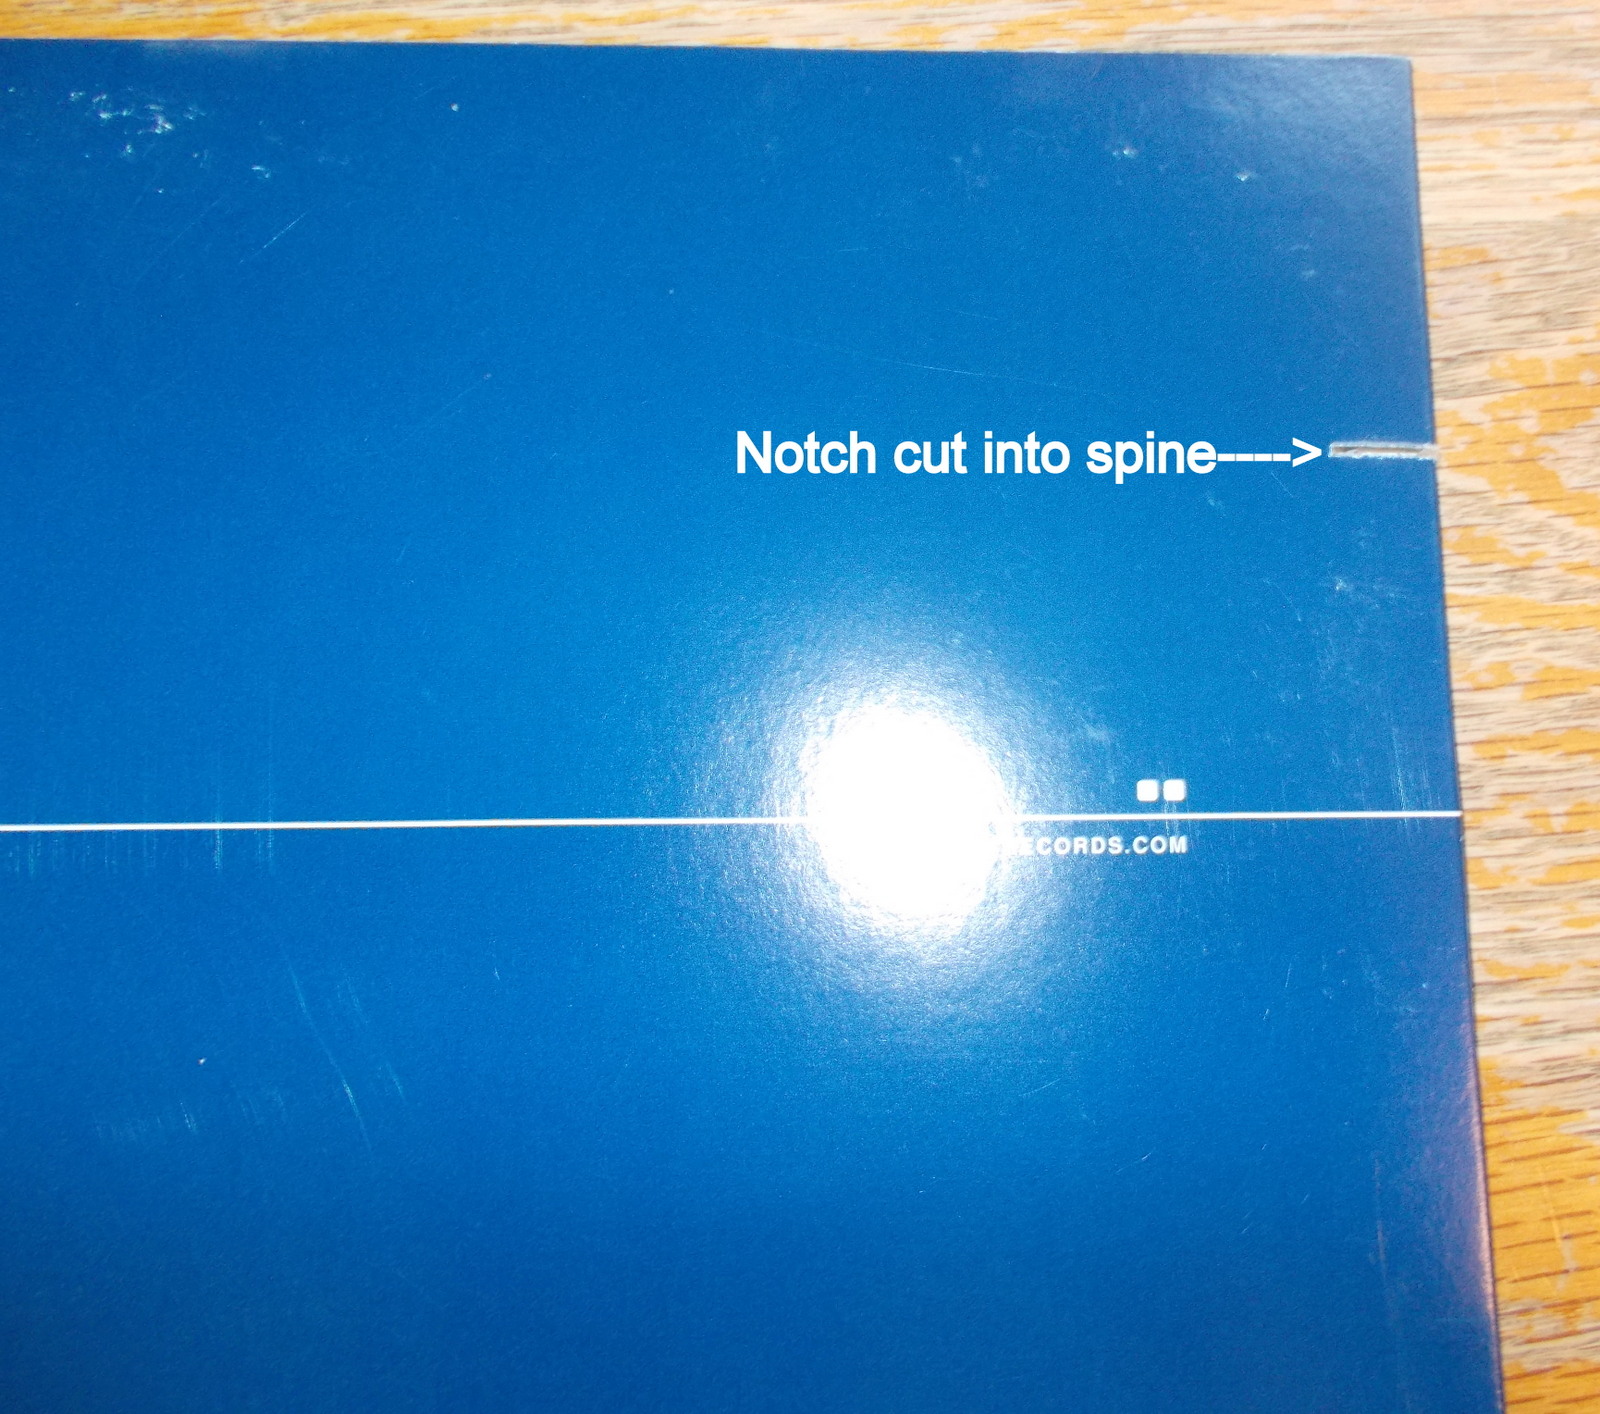 Notch cut into spine---->
ECORDS.COM